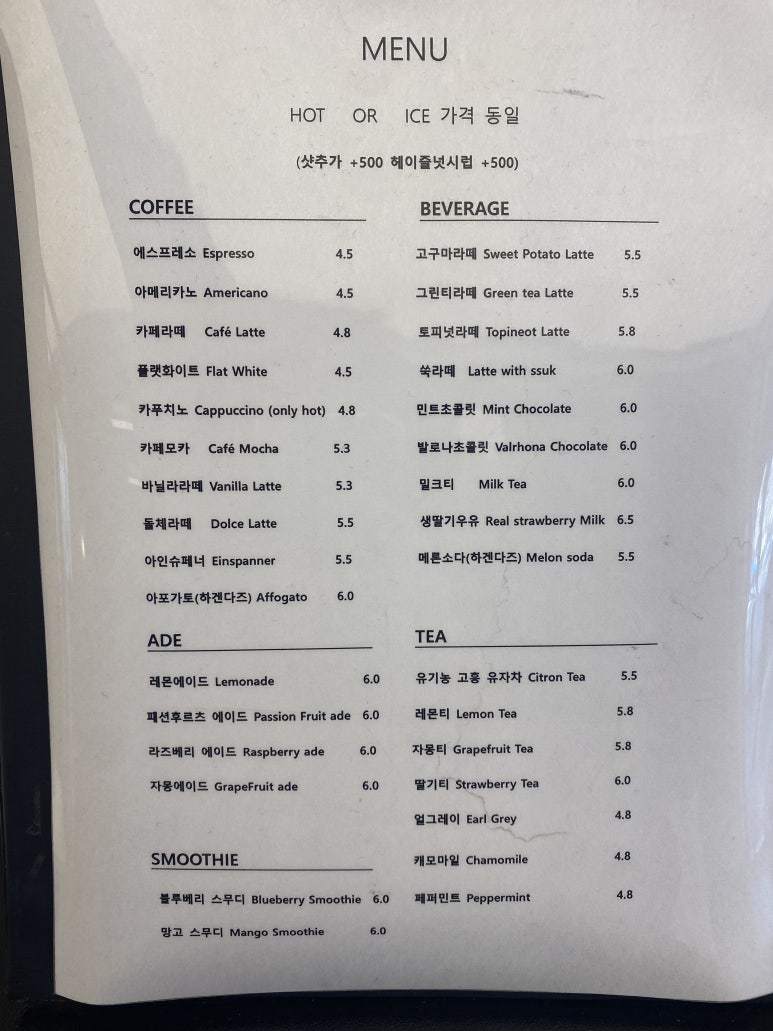 MENU
HOT OR ICE 가격 동일
(샷추가 +500 헤이즐넛시럽 +500)
COFFEE
에스프레소 Espresso 4.5
아메리카노 Americano 4.5
카페라떼 Café Latte 4.8
플랫화이트 Flat White 4.5
카푸치노 Cappuccino (only hot) 4.8
카페모카 Café Mocha 5.3
바닐라라떼 Vanilla Latte 5.3
돌체라떼 Dolce Latte 5.5
아인슈페너 Einspanner 5.5
아포가토(하겐다즈) Affogato 6.0
ADE
레몬에이드 Lemonade 6.0
패션후르츠 에이드 Passion Fruit ade 6.0
라즈베리 에이드 Raspberry ade 6.0
자몽에이드 GrapeFruit ade 6.0
SMOOTHIE
블루베리 스무디 Blueberry Smoothie 6.0
망고 스무디 Mango Smoothie 6.0
BEVERAGE
고구마라떼 Sweet Potato Latte 5.5
그린티라떼 Green tea Latte 5.5
토피넛라떼 Topineot Latte 5.8
쑥라떼 Latte with ssuk 6.0
민트초콜릿 Mint Chocolate 6.0
발로나초콜릿 Valrhona Chocolate 6.0
밀크티 Milk Tea 6.0
생딸기우유 Real strawberry Milk 6.5
메론소다(하겐다즈) Melon soda 5.5
TEA
유기농 고흥 유자차 Citron Tea 5.5
레몬티 Lemon Tea 5.8
자몽티 Grapefruit Tea 5.8
딸기티 Strawberry Tea 6.0
얼그레이 Earl Grey 4.8
캐모마일 Chamomile 4.8
페퍼민트 Peppermint 4.8